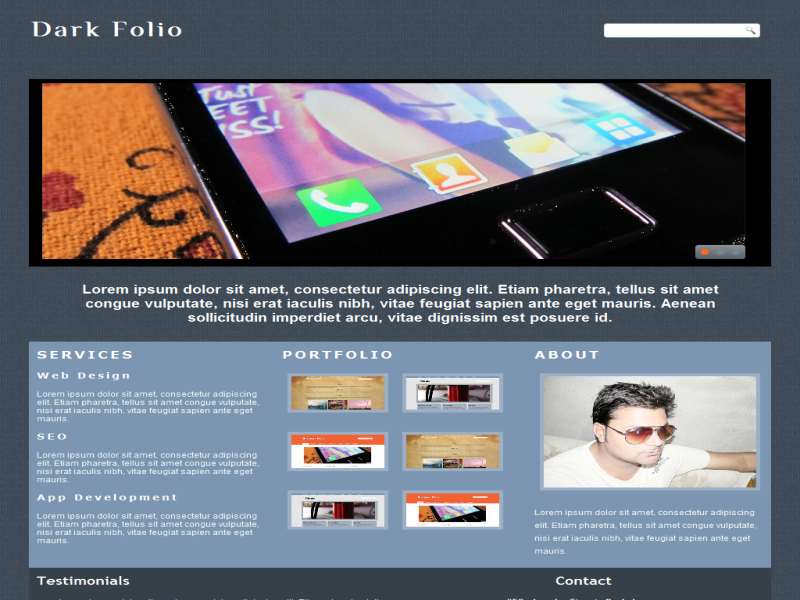 Dark Folio
JUST
EET
ISS!
Lorem ipsum dolor sit amet, consectetur adipiscing elit. Etiam pharetra, tellus sit amet
congue vulputate, nisi erat iaculis nibh, vitae feugiat sapien ante eget mauris. Aenean
sollicitudin imperdiet arcu, vitae dignissim est posuere id.
SERVICES
Web Design
Lorem ipsum dolor sit amet, consectetur adipiscing
elit. Etiam pharetra, tellus sit amet congue vulputate,
nisi erat iaculis nibh, vitae feugiat sapien ante eget
mauris.
SEO
Lorem ipsum dolor sit amet, consectetur adipiscing
elit. Etiam pharetra, tellus sit amet congue vulputate,
nisi erat iaculis nibh, vitae feugiat sapien ante eget
mauris.
App Development
Lorem ipsum dolor sit amet, consectetur adipiscing
elit. Etiam pharetra, tellus sit amet congue vulputate,
nisi erat iaculis nibh, vitae feugiat sapien ante eget
mauris.
PORTFOLIO
ABOUT
Lorem ipsum dolor sit amet, consectetur adipiscing
elit. Etiam pharetra, tellus sit amet congue vulputate,
nisi erat iaculis nibh, vitae feugiat sapien ante eget
mauris.
Testimonials
Contact